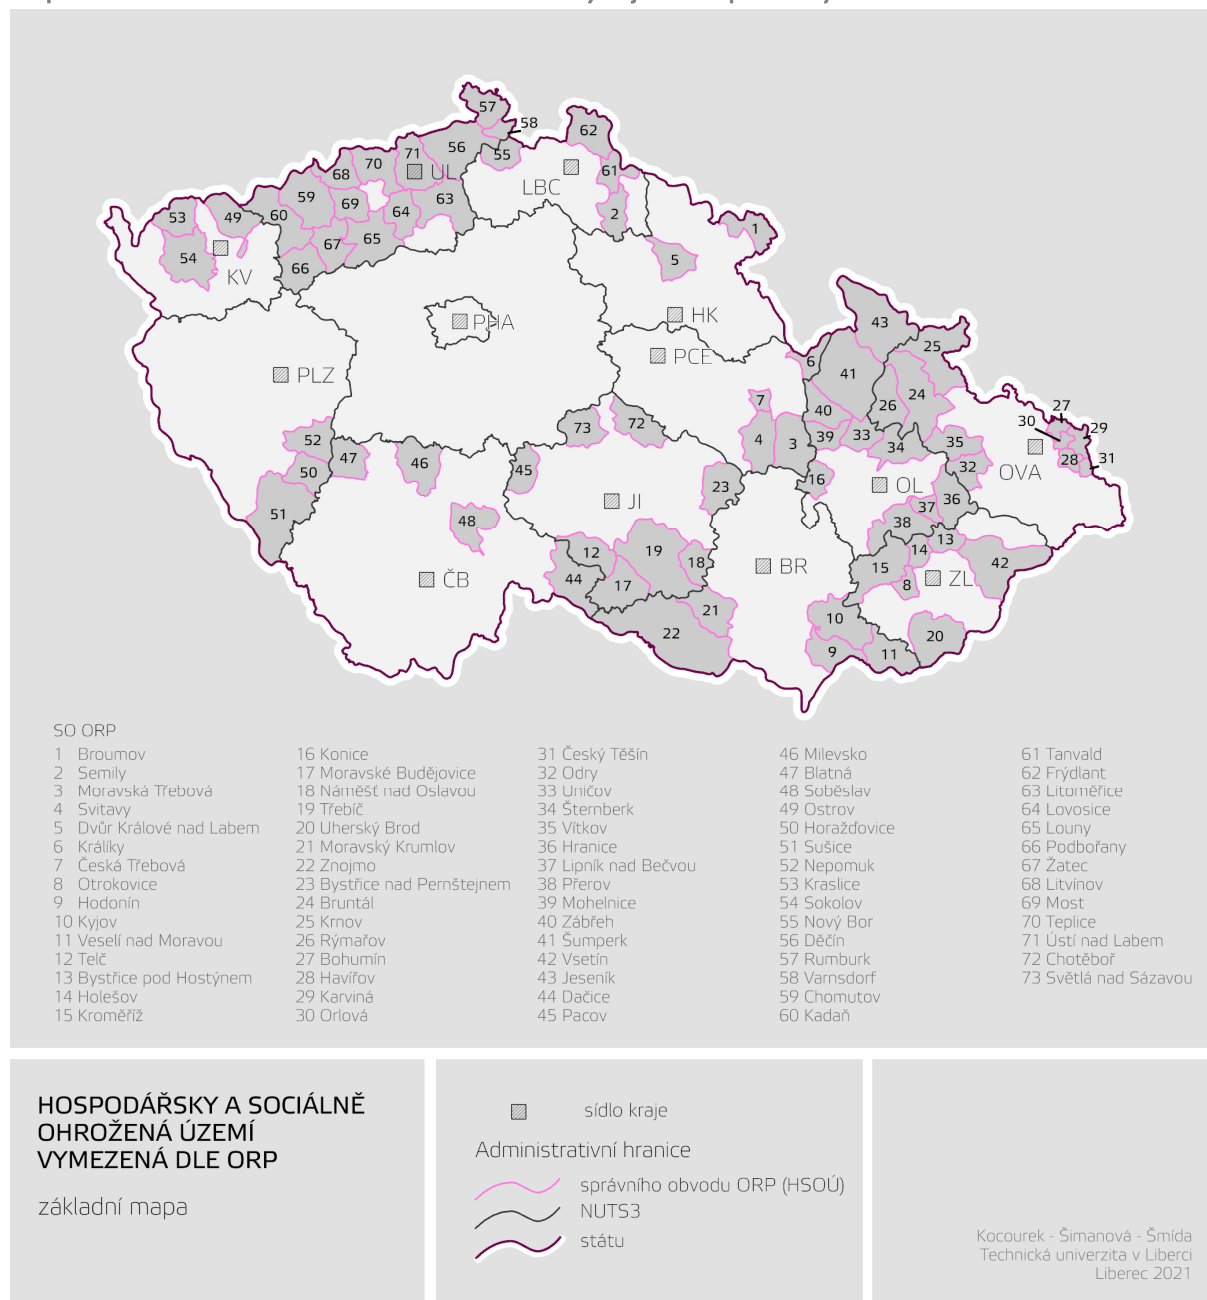 57
58
62
56
71
55
70
UL
68
61
LBC
59
69
63
64
2
53
49
60
1
65
67
54
5
66
KV
HK
PHA
43
25
PCE
6
41
PLZ
24
7
26
40
27
30
29
73
72
52
4
3
39
33
34
35
31
28
OVA
47
46
45
50
32
16
OL
23
36
JI
37
51
48
38
13
12
19
14
18
42
15
BR
44
ČB
17
8
ZL
21
10
22
20
9
11
SO ORP
1 Broumov
2 Semily
3 Moravská Třebová
4 Svitavy
5 Dvůr Králové nad Labem
6 Králíky
7 Česká Třebová
8 Otrokovice
9 Hodonín
10 Kyjov
11 Veselí nad Moravou
12 Telč
13 Bystřice pod Hostýnem
14 Holešov
15 Kroměříž
16 Konice
17 Moravské Budějovice
18 Náměšť nad Oslavou
19 Třebíč
20 Uherský Brod
21 Moravský Krumlov
22 Znojmo
23 Bystřice nad Pernštejnem
24 Bruntál
25 Krnov
26 Rýmařov
27 Bohumín
28 Havířov
29 Karviná
30 Orlová
31 Český Těšín
32 Odry
33 Uničov
34 Šternberk
35 Vítkov
36 Hranice
37 Lipník nad Bečvou
38 Přerov
39 Mohelnice
40 Zábřeh
41 Šumperk
42 Vsetín
43 Jeseník
44 Dačice
45 Pacov
46 Milevsko
47 Blatná
48 Soběslav
49 Ostrov
50 Horažďovice
51 Sušice
52 Nepomuk
53 Kraslice
54 Sokolov
55 Nový Bor
56 Děčín
57 Rumburk
58 Varnsdorf
59 Chomutov
60 Kadaň
61 Tanvald
62 Frýdlant
63 Litoměřice
64 Lovosice
65 Louny
66 Podbořany
67 Žatec
68 Litvínov
69 Most
70 Teplice
71 Ústí nad Labem
72 Chotěboř
73 Světlá nad Sázavou
HOSPODÁŘSKY A SOCIÁLNĚ
OHROŽENÁ ÚZEMÍ
VYMEZENÁ DLE ORP
základní mapa
sídlo kraje
Administrativní hranice
správního obvodu ORP (HSOÚ)
NUTS3
státu
Kocourek - Šimanová - Šmída
Technická univerzita v Liberci
Liberec 2021